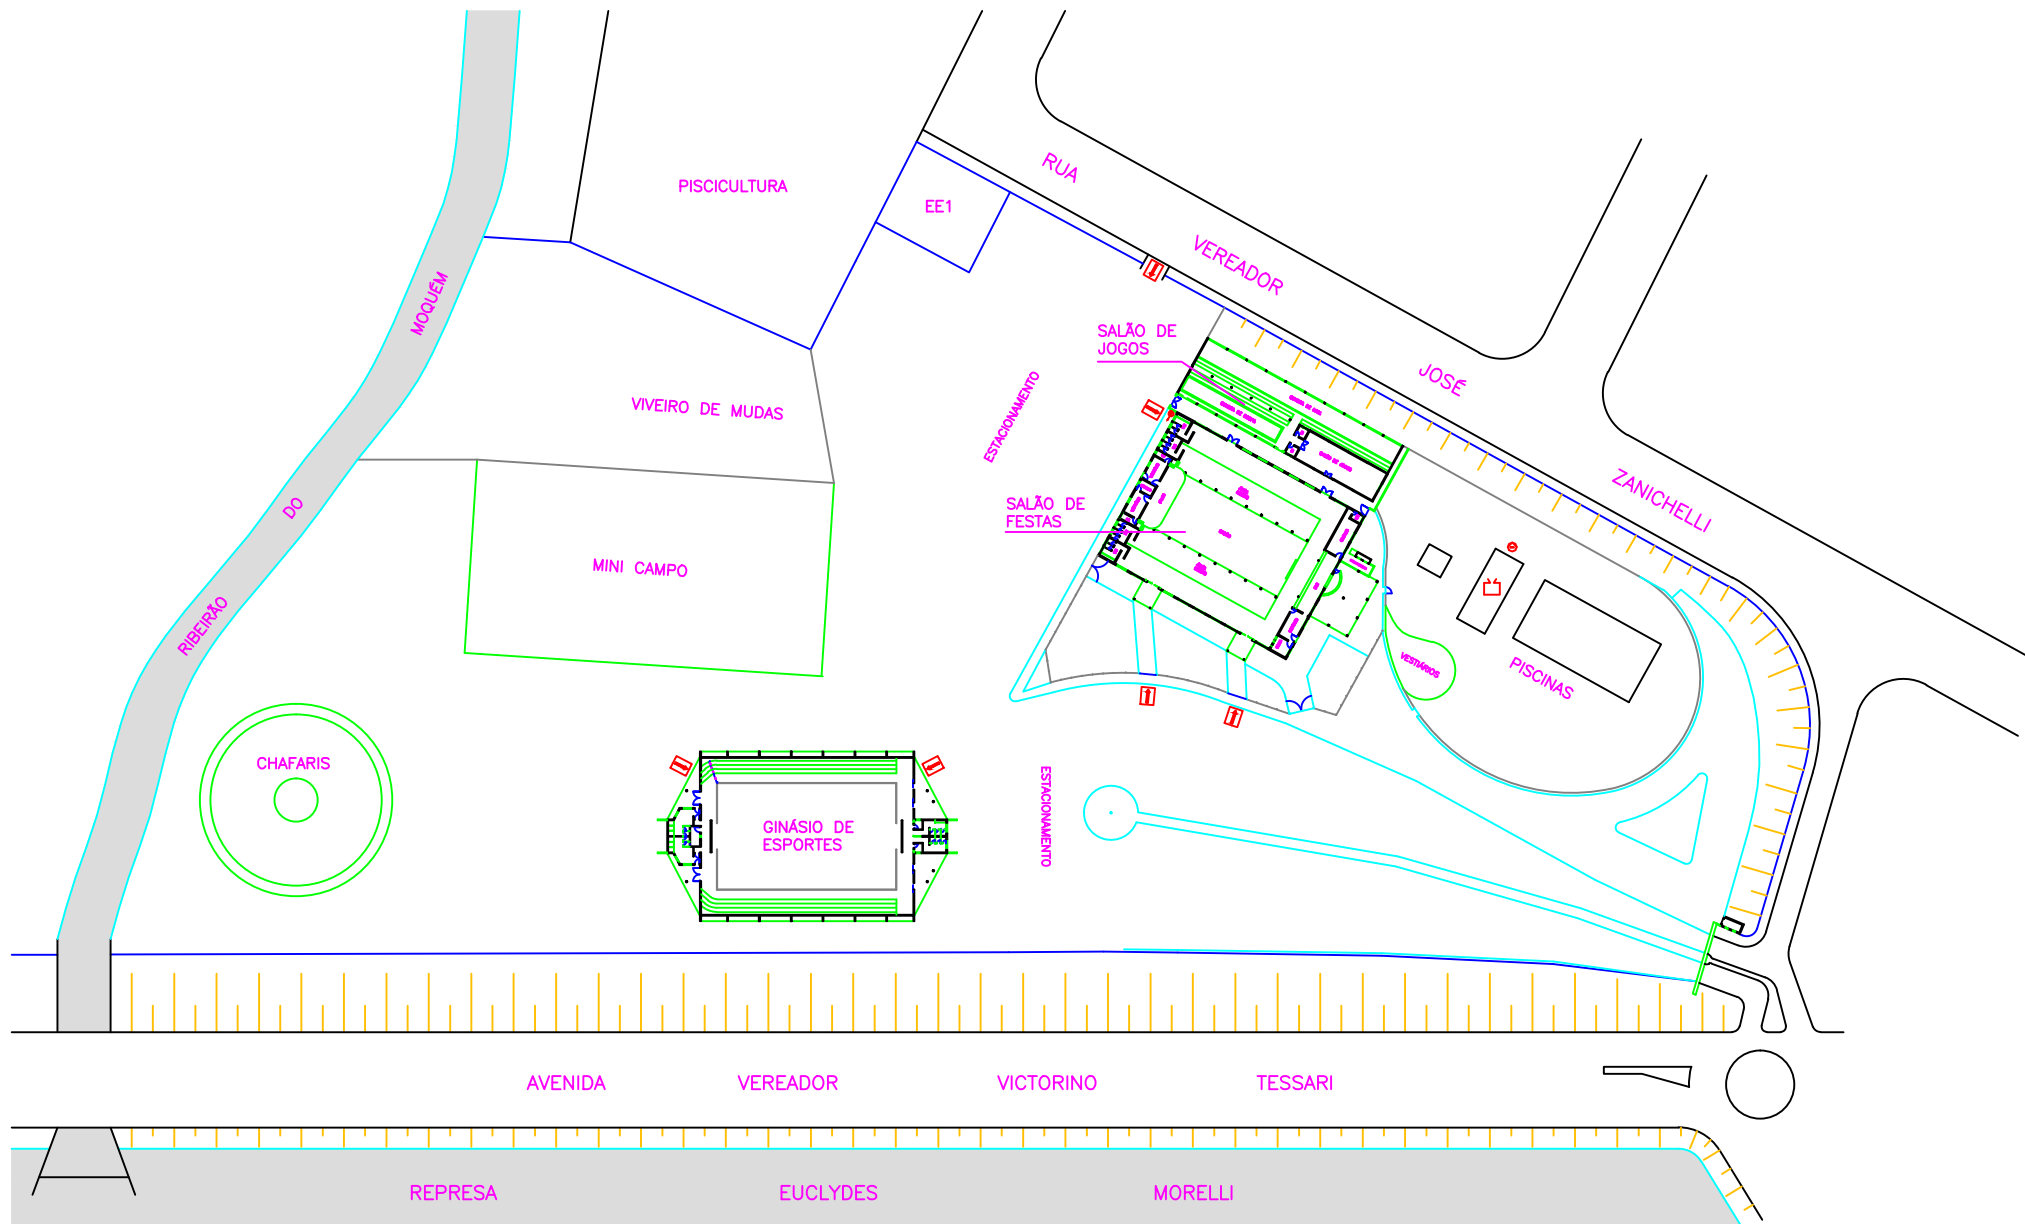 RUA
VEREADOR
JOSÉ
ZANICHELLI
PISCICULTURA
EE1
MOQUÉM
DO
RIBEIRÃO
VIVEIRO DE MUDAS
MINI CAMPO
ESTACIONAMENTO
SALÃO DE
JOGOS
SALÃO DE
FESTAS
VESTIÁRIOS
PISCINAS
CHAFARIS
GINÁSIO DE
ESPORTES
ESTACIONAMENTO
AVENIDA VEREADOR VICTORINO TESSARI
REPRESA EUCLYDES MORELLI